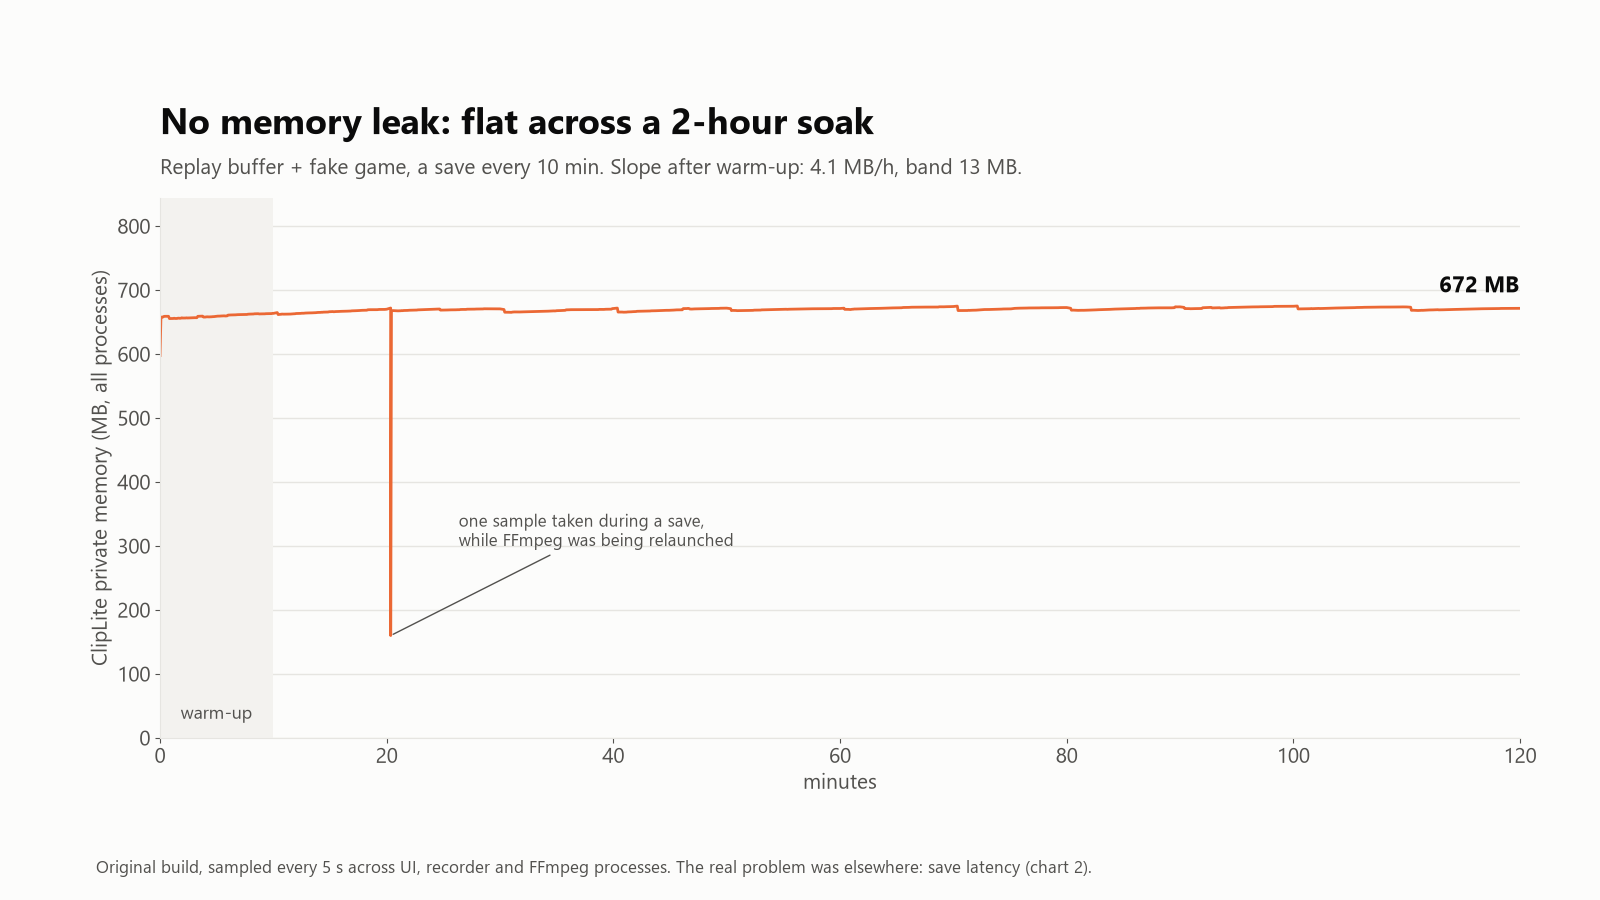 No memory leak: flat across a 2-hour soak
Replay buffer + fake game, a save every 10 min. Slope after warm-up: 4.1 MB/h, band 13 MB.
ClipLite private memory (MB, all processes)
800
700
600
500
400
300
200
100
0
672 MB
one sample taken during a save,
while FFmpeg was being relaunched
warm-up
0
20
40
60
80
100
120
minutes
Original build, sampled every 5 s across UI, recorder and FFmpeg processes. The real problem was elsewhere: save latency (chart 2).